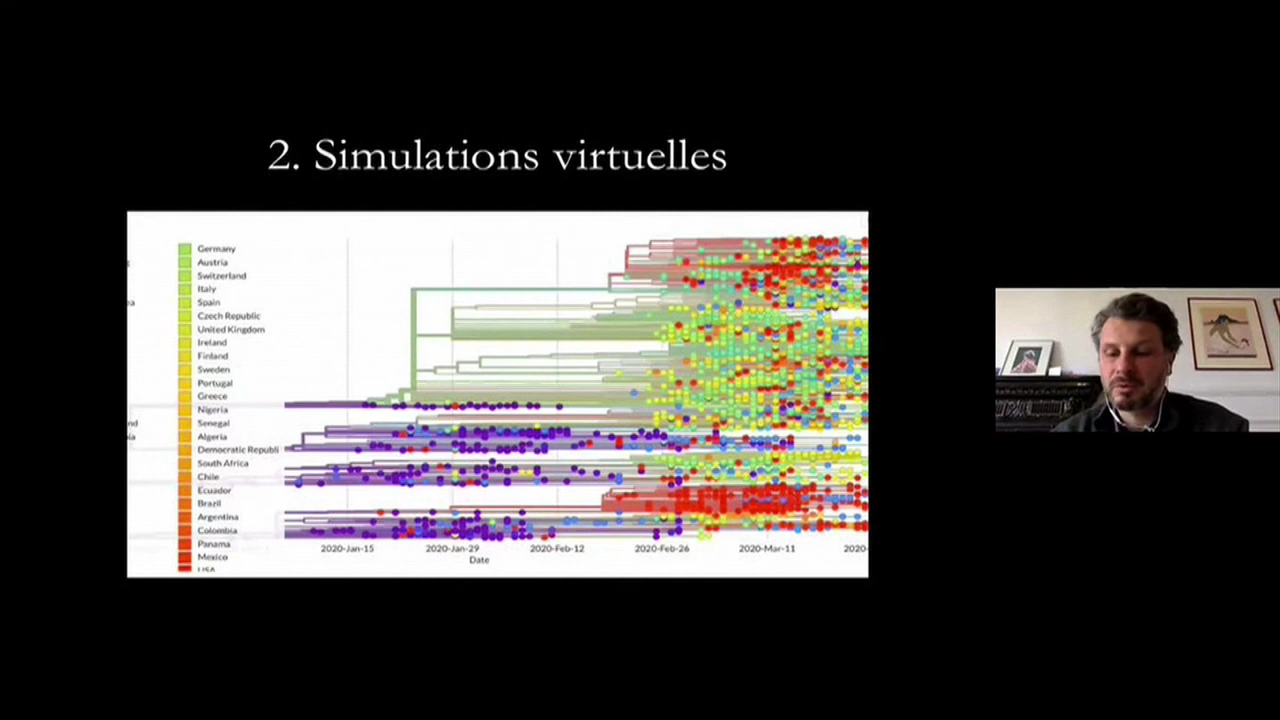 2. Simulations virtuelles
Germany
Austria
Switzerland
Italy
Spain
Czech Republic
United Kingdom
Ireland
Finland
Sweden
Portugal
Greece
Nigeria
Senegal
Algeria
Democratic Republi
South Africa
Chile
Ecuador
Brazil
Argentina
Colombia
Panama
Mexico
USA
2020-Jan-15
2020-Jan-29
2020-Feb-12
2020-Feb-26
2020-Mar-11
2020-
Date